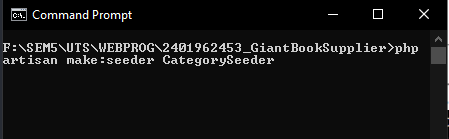 Command Prompt
F:\SEM5\UTS\WEBPROG\2401962453_GiantBookSupplier>php
artisan make:seeder CategorySeeder